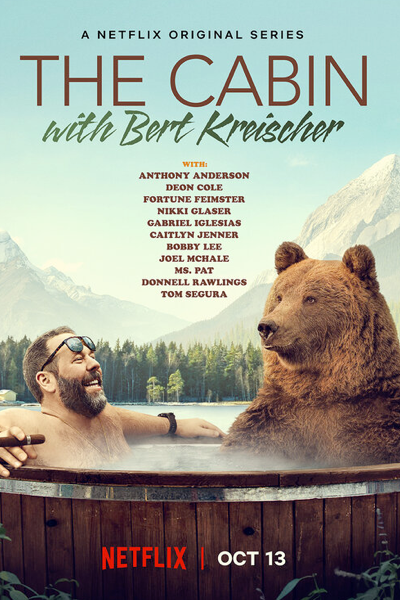 A NETFLIX ORIGINAL SERIES
THE CABIN
with Bert Kreischer
WITH:
ANTHONY ANDERSON
DEON COLE
FORTUNE FEIMSTER
NIKKI GLASER
GABRIEL IGLESIAS
CAITLYN JENNER
BOBBY LEE
JOEL MCHALE
MS. PAT
DONNELL RAWLINGS
TOM SEGURA
NETFLIX | OCT 13